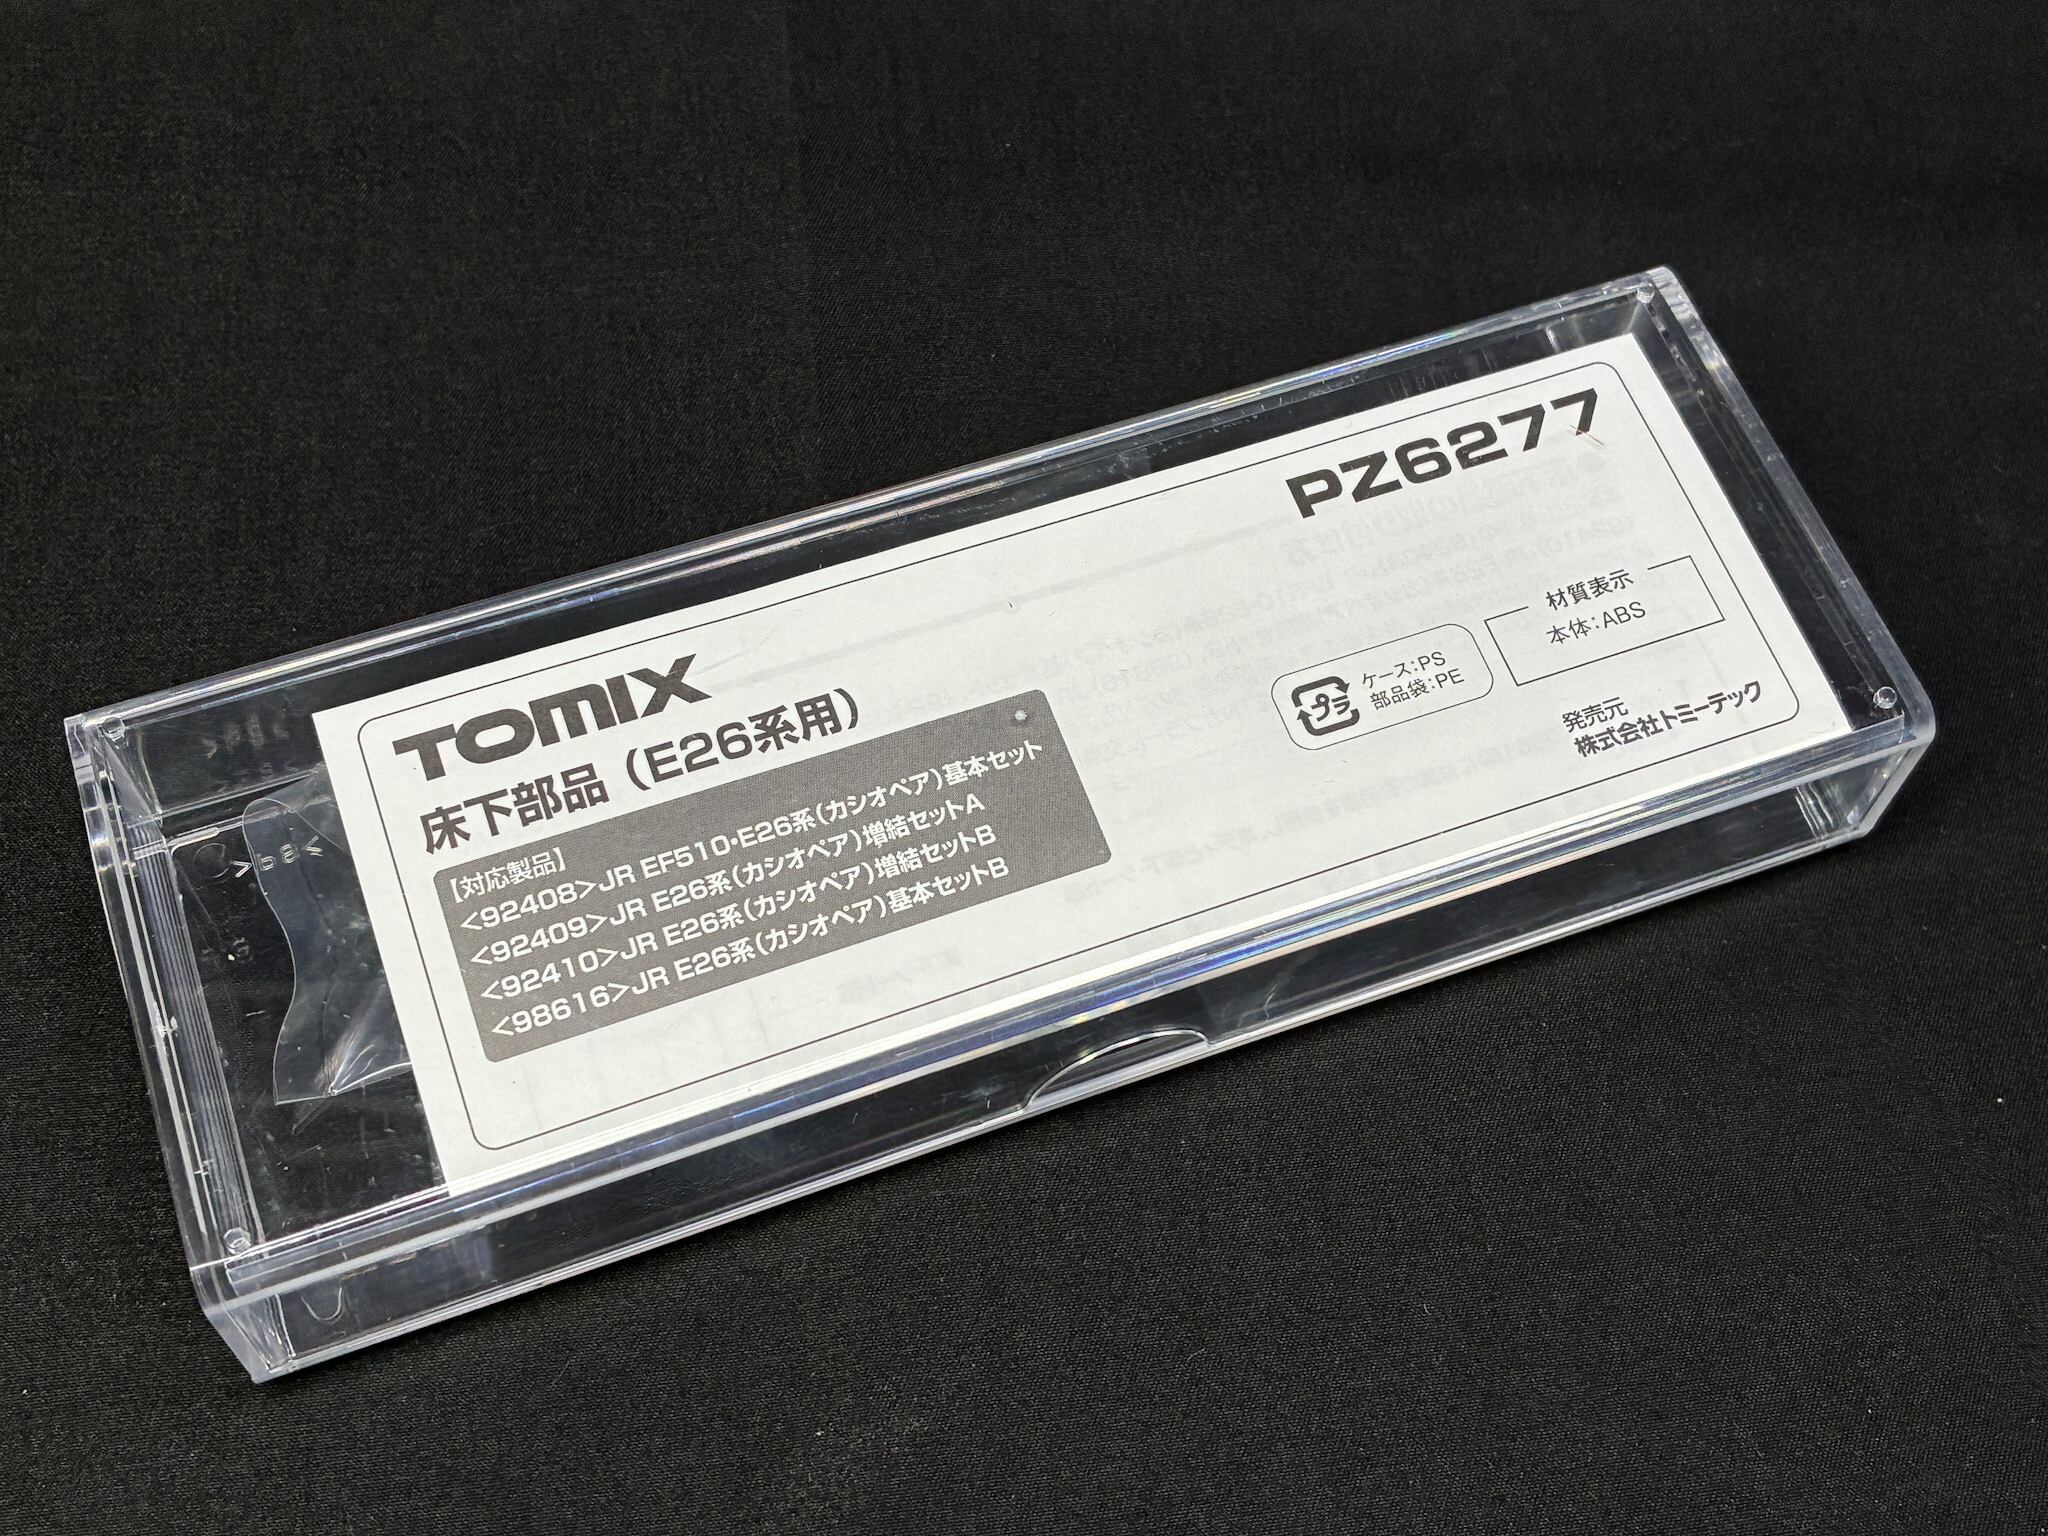 PZ6277
TOMIX
床下部品（E26系用）
【対応製品】
<92408>JR EF510・E26系（カシオペア）基本セット
<92409>JR E26系（カシオペア）増結セットA
<92410>JR E26系（カシオペア）増結セットB
<98616>JR E26系（カシオペア）基本セットB
プラ
ケース：PS
部品袋：PE
材質表示
本体：ABS
発売元
株式会社トミーテック
>PS<